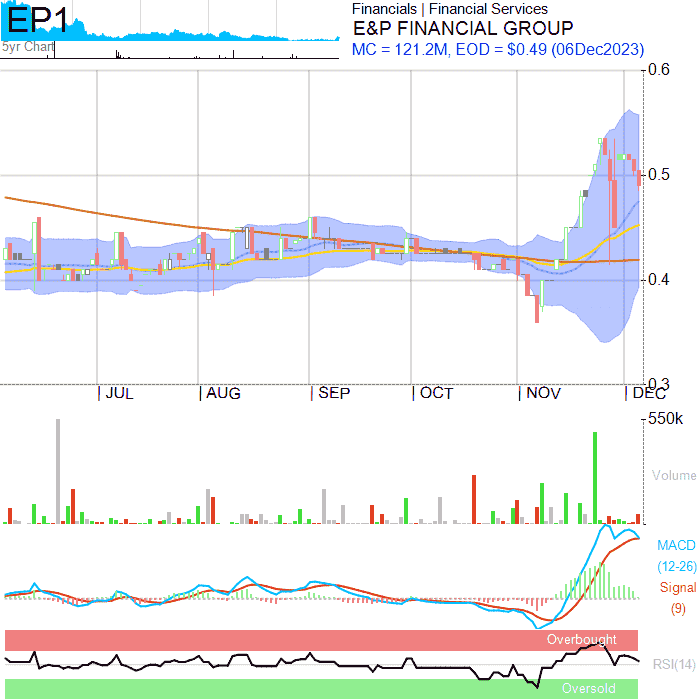 EP1
5yr Chart
Financials | Financial Services
E&P FINANCIAL GROUP
MC = 121.2M, EOD = $0.49 (06Dec2023)
0.6
0.5
0.4
0.3
| JUL | AUG | SEP | OCT | NOV | DEC
550k
Volume
MACD
(12-26)
Signal
(9)
Overbought
RSI(14)
Oversold